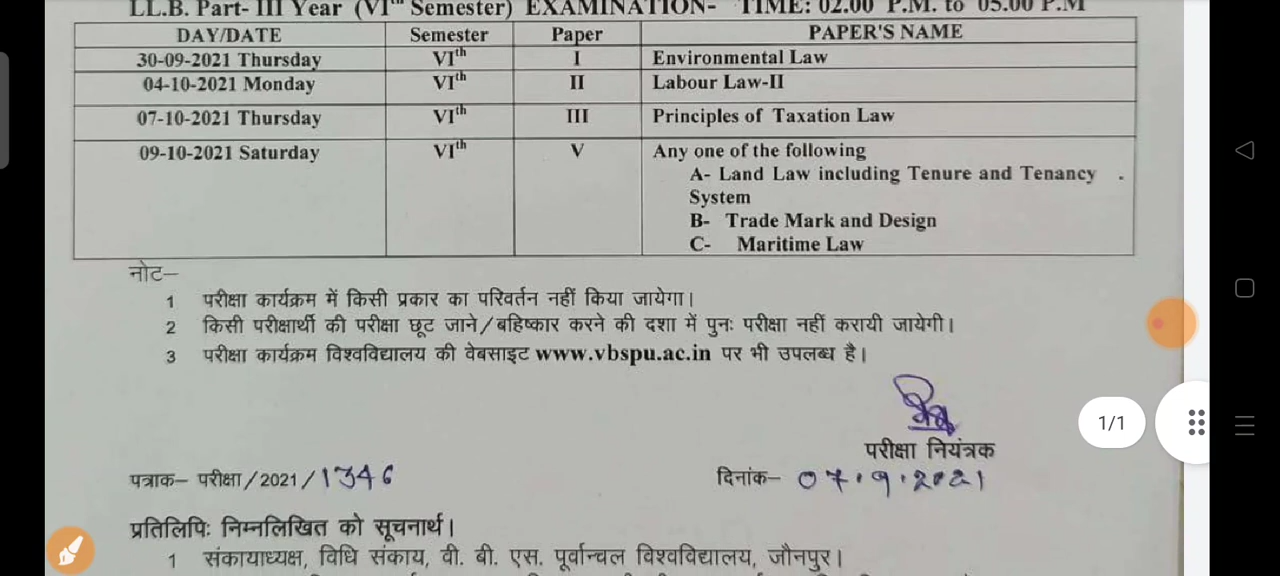 LL.B. Part- III Year (VIth Semester) EXAMINATION- TIME: 02.00 P.M. to 05.00 P.M
DAY/DATE Semester Paper PAPER'S NAME
30-09-2021 Thursday VIth I Environmental Law
04-10-2021 Monday VIth II Labour Law-II
07-10-2021 Thursday VIth III Principles of Taxation Law
09-10-2021 Saturday VIth V Any one of the following
A- Land Law including Tenure and Tenancy .
System
B- Trade Mark and Design
C- Maritime Law
नोट–
1 परीक्षा कार्यक्रम में किसी प्रकार का परिवर्तन नहीं किया जायेगा।
2 किसी परीक्षार्थी की परीक्षा छूट जाने/बहिष्कार करने की दशा में पुनः परीक्षा नहीं करायी जायेगी।
3 परीक्षा कार्यक्रम विश्वविद्यालय की वेबसाइट www.vbspu.ac.in पर भी उपलब्ध है।
1/1
परीक्षा नियंत्रक
पत्राक– परीक्षा/2021/1346 दिनांक– 07.9.2021
प्रतिलिपिः निम्नलिखित को सूचनार्थ।
1 संकायाध्यक्ष, विधि संकाय, वी. बी. एस. पूर्वान्चल विश्वविद्यालय, जौनपुर।